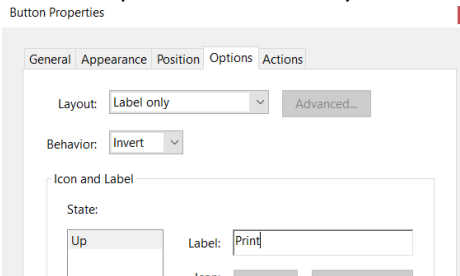 Button Properties
General Appearance Position Options Actions
Layout: Label only Advanced...
Behavior: Invert
Icon and Label
State:
Up
Label: Print